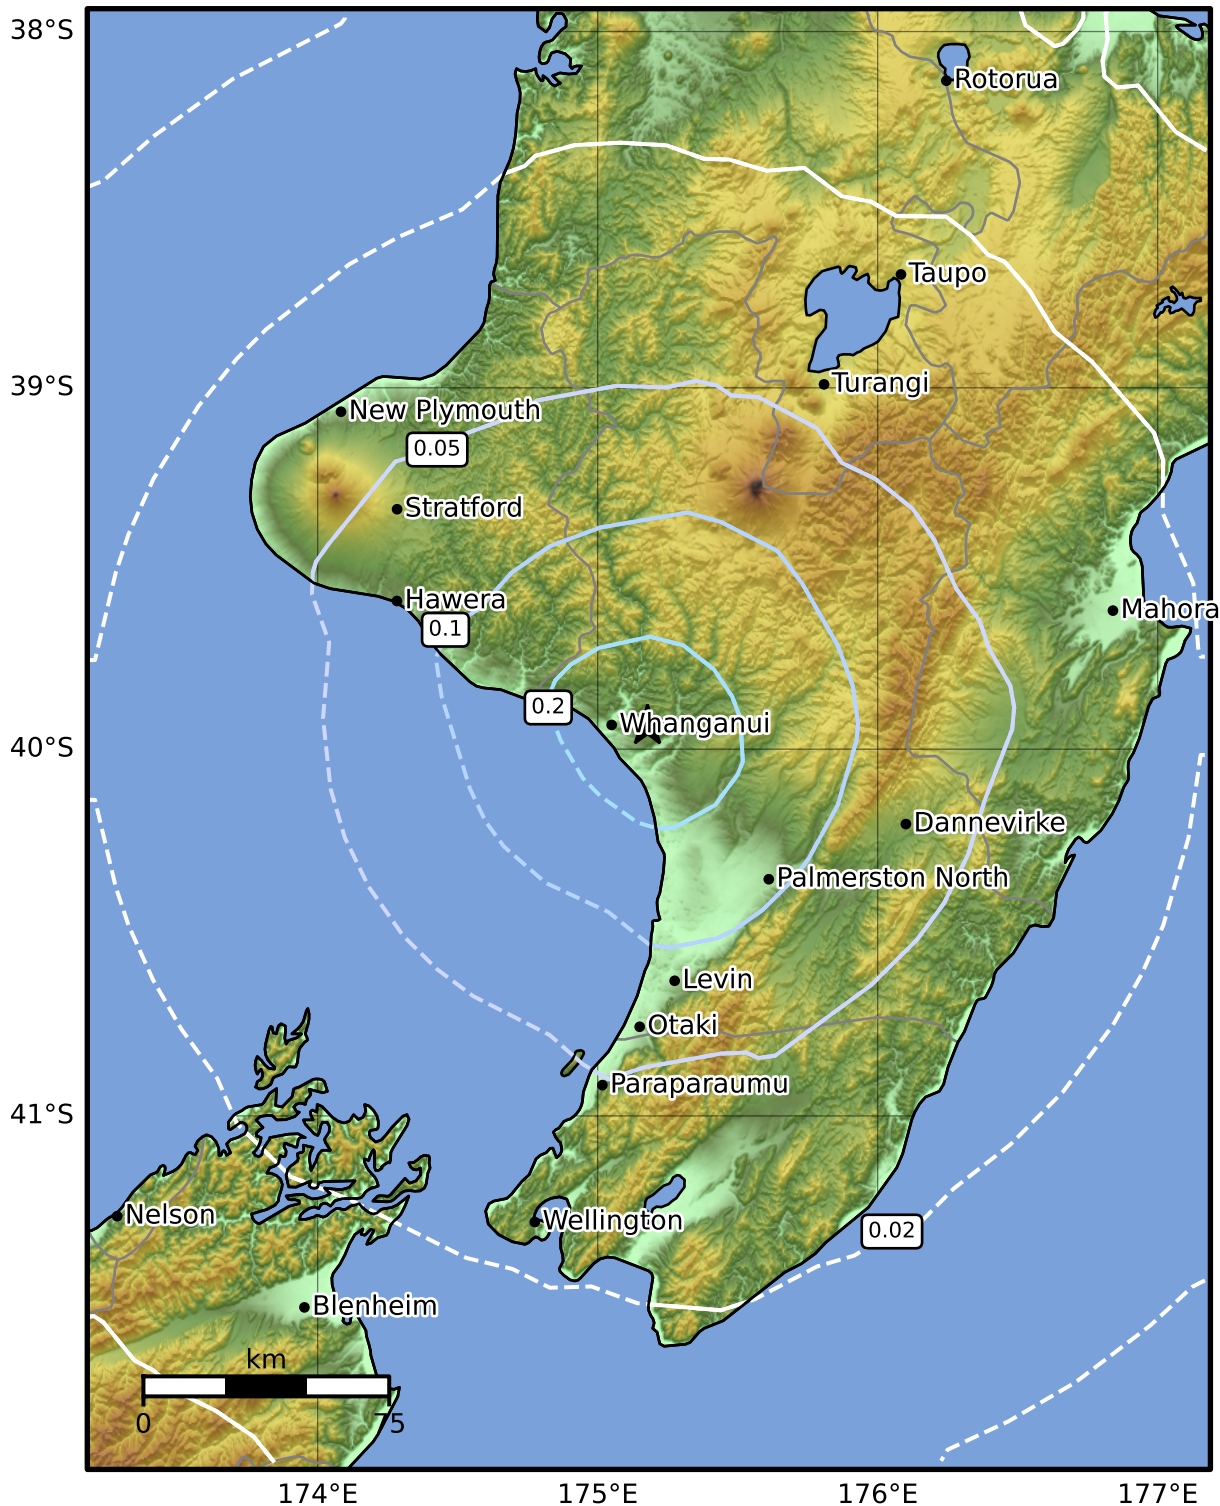 38°S
Rotorua
Taupo
39°S
Turangi
New Plymouth
0.05
Stratford
Hawera
Mahora
0.1
0.2
Whanganui
40°S
Dannevirke
Palmerston North
Levin
Otaki
Paraparaumu
41°S
Nelson
Wellington
0.02
Blenheim
km
0
75
174°E
175°E
176°E
177°E